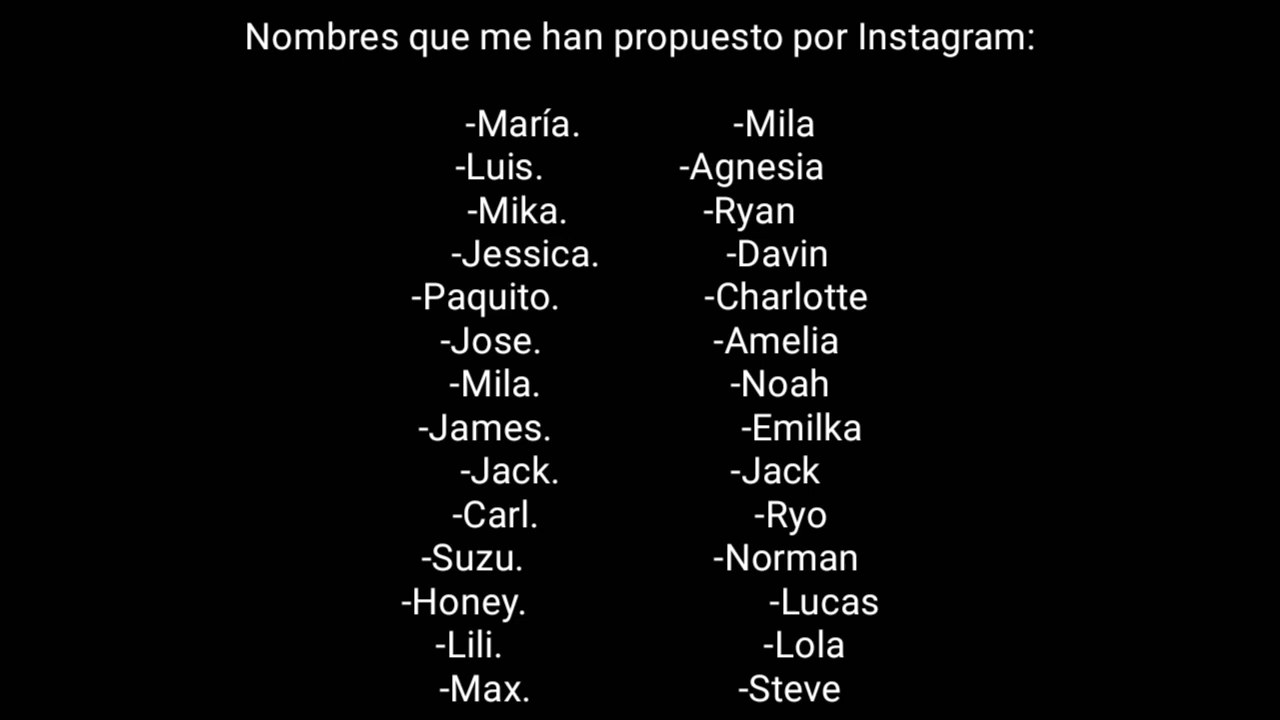 Nombres que me han propuesto por Instagram:
-María. -Mila
-Luis. -Agnesia
-Mika. -Ryan
-Jessica. -Davin
-Paquito. -Charlotte
-Jose. -Amelia
-Mila. -Noah
-James. -Emilka
-Jack. -Jack
-Carl. -Ryo
-Suzu. -Norman
-Honey. -Lucas
-Lili. -Lola
-Max. -Steve